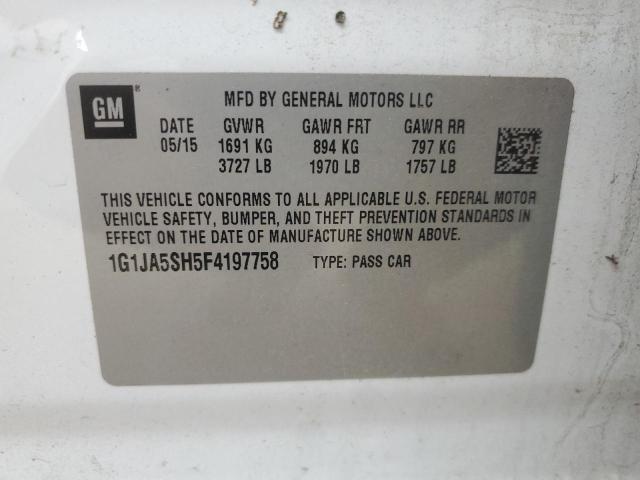 GM®
MFD BY GENERAL MOTORS LLC
DATE GVWR GAWR FRT GAWR RR
05/15 1691 KG 894 KG 797 KG
3727 LB 1970 LB 1757 LB
THIS VEHICLE CONFORMS TO ALL APPLICABLE U.S. FEDERAL MOTOR
VEHICLE SAFETY, BUMPER, AND THEFT PREVENTION STANDARDS IN
EFFECT ON THE DATE OF MANUFACTURE SHOWN ABOVE.
1G1JA5SH5F4197758 TYPE: PASS CAR